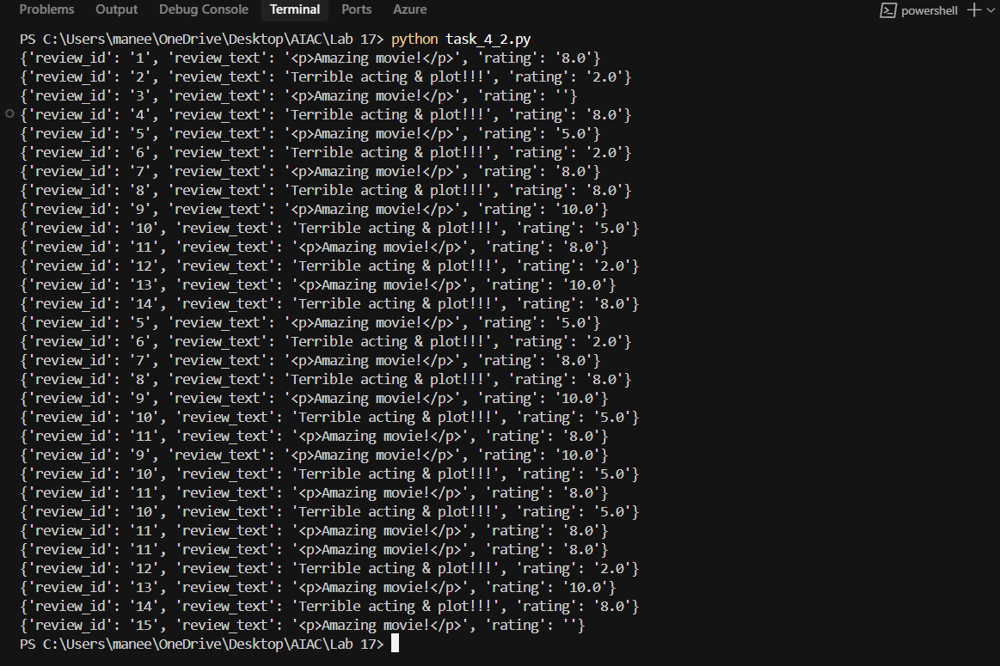 Problems Output Debug Console Terminal Ports Azure powershell
PS C:\Users\manee\OneDrive\Desktop\AIAC\Lab 17> python task_4_2.py
{'review_id': '1', 'review_text': '<p>Amazing movie!</p>', 'rating': '8.0'}
{'review_id': '2', 'review_text': 'Terrible acting & plot!!!', 'rating': '2.0'}
{'review_id': '3', 'review_text': '<p>Amazing movie!</p>', 'rating': ''}
{'review_id': '4', 'review_text': 'Terrible acting & plot!!!', 'rating': '8.0'}
{'review_id': '5', 'review_text': '<p>Amazing movie!</p>', 'rating': '5.0'}
{'review_id': '6', 'review_text': 'Terrible acting & plot!!!', 'rating': '2.0'}
{'review_id': '7', 'review_text': '<p>Amazing movie!</p>', 'rating': '8.0'}
{'review_id': '8', 'review_text': 'Terrible acting & plot!!!', 'rating': '8.0'}
{'review_id': '9', 'review_text': '<p>Amazing movie!</p>', 'rating': '10.0'}
{'review_id': '10', 'review_text': 'Terrible acting & plot!!!', 'rating': '5.0'}
{'review_id': '11', 'review_text': '<p>Amazing movie!</p>', 'rating': '8.0'}
{'review_id': '12', 'review_text': 'Terrible acting & plot!!!', 'rating': '2.0'}
{'review_id': '13', 'review_text': '<p>Amazing movie!</p>', 'rating': '10.0'}
{'review_id': '14', 'review_text': 'Terrible acting & plot!!!', 'rating': '8.0'}
{'review_id': '5', 'review_text': '<p>Amazing movie!</p>', 'rating': '5.0'}
{'review_id': '6', 'review_text': 'Terrible acting & plot!!!', 'rating': '2.0'}
{'review_id': '7', 'review_text': '<p>Amazing movie!</p>', 'rating': '8.0'}
{'review_id': '8', 'review_text': 'Terrible acting & plot!!!', 'rating': '8.0'}
{'review_id': '9', 'review_text': '<p>Amazing movie!</p>', 'rating': '10.0'}
{'review_id': '10', 'review_text': 'Terrible acting & plot!!!', 'rating': '5.0'}
{'review_id': '11', 'review_text': '<p>Amazing movie!</p>', 'rating': '8.0'}
{'review_id': '9', 'review_text': '<p>Amazing movie!</p>', 'rating': '10.0'}
{'review_id': '10', 'review_text': 'Terrible acting & plot!!!', 'rating': '5.0'}
{'review_id': '11', 'review_text': '<p>Amazing movie!</p>', 'rating': '8.0'}
{'review_id': '10', 'review_text': 'Terrible acting & plot!!!', 'rating': '5.0'}
{'review_id': '11', 'review_text': '<p>Amazing movie!</p>', 'rating': '8.0'}
{'review_id': '11', 'review_text': '<p>Amazing movie!</p>', 'rating': '8.0'}
{'review_id': '12', 'review_text': 'Terrible acting & plot!!!', 'rating': '2.0'}
{'review_id': '13', 'review_text': '<p>Amazing movie!</p>', 'rating': '10.0'}
{'review_id': '14', 'review_text': 'Terrible acting & plot!!!', 'rating': '8.0'}
{'review_id': '15', 'review_text': '<p>Amazing movie!</p>', 'rating': ''}
PS C:\Users\manee\OneDrive\Desktop\AIAC\Lab 17>